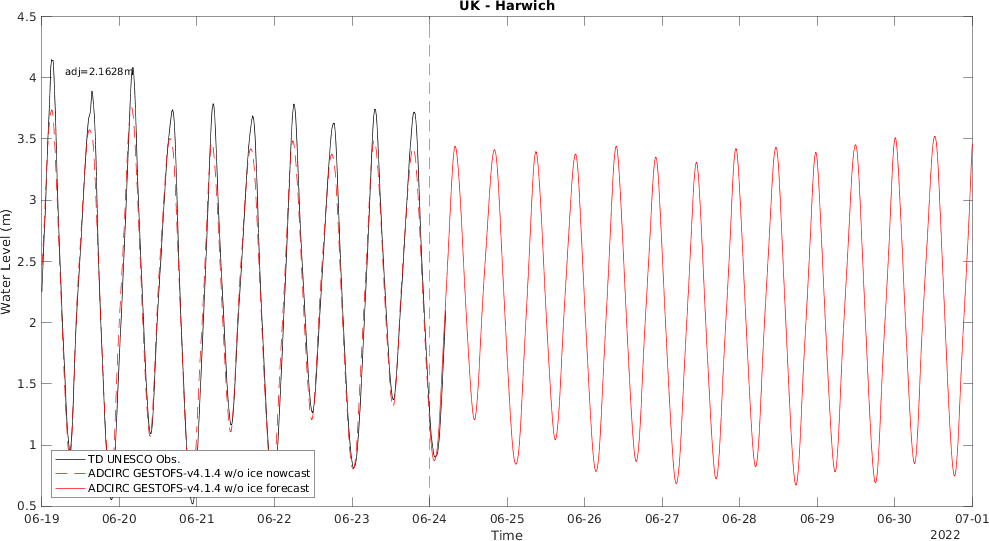 UK - Harwich
4.5
4
3.5
3
2.5
2
1.5
1
0.5
Water Level (m)
adj=2.1628m
TD UNESCO Obs.
ADCIRC GESTOFS-v4.1.4 w/o ice nowcast
ADCIRC GESTOFS-v4.1.4 w/o ice forecast
06-19 06-20 06-21 06-22 06-23 06-24 06-25 06-26 06-27 06-28 06-29 06-30 07-01
Time
2022